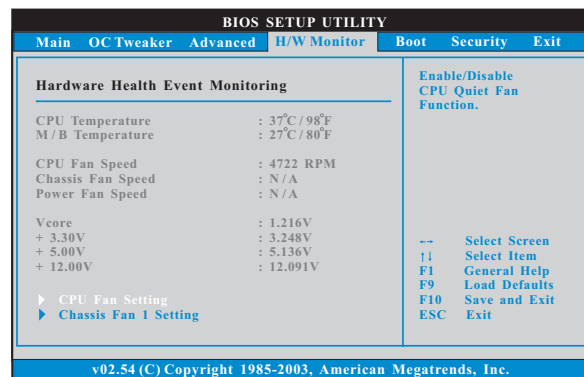 BIOS SETUP UTILITY
Main OC Tweaker Advanced H/W Monitor Boot Security Exit
Hardware Health Event Monitoring
CPU Temperature : 37°C / 98°F
M / B Temperature : 27°C / 80°F
CPU Fan Speed : 4722 RPM
Chassis Fan Speed : N / A
Power Fan Speed : N / A
Vcore : 1.216V
+ 3.30V : 3.248V
+ 5.00V : 5.136V
+ 12.00V : 12.091V
CPU Fan Setting
Chassis Fan 1 Setting
Enable/Disable
CPU Quiet Fan
Function.
←→ Select Screen
↑↓ Select Item
F1 General Help
F9 Load Defaults
F10 Save and Exit
ESC Exit
v02.54 (C) Copyright 1985-2003, American Megatrends, Inc.